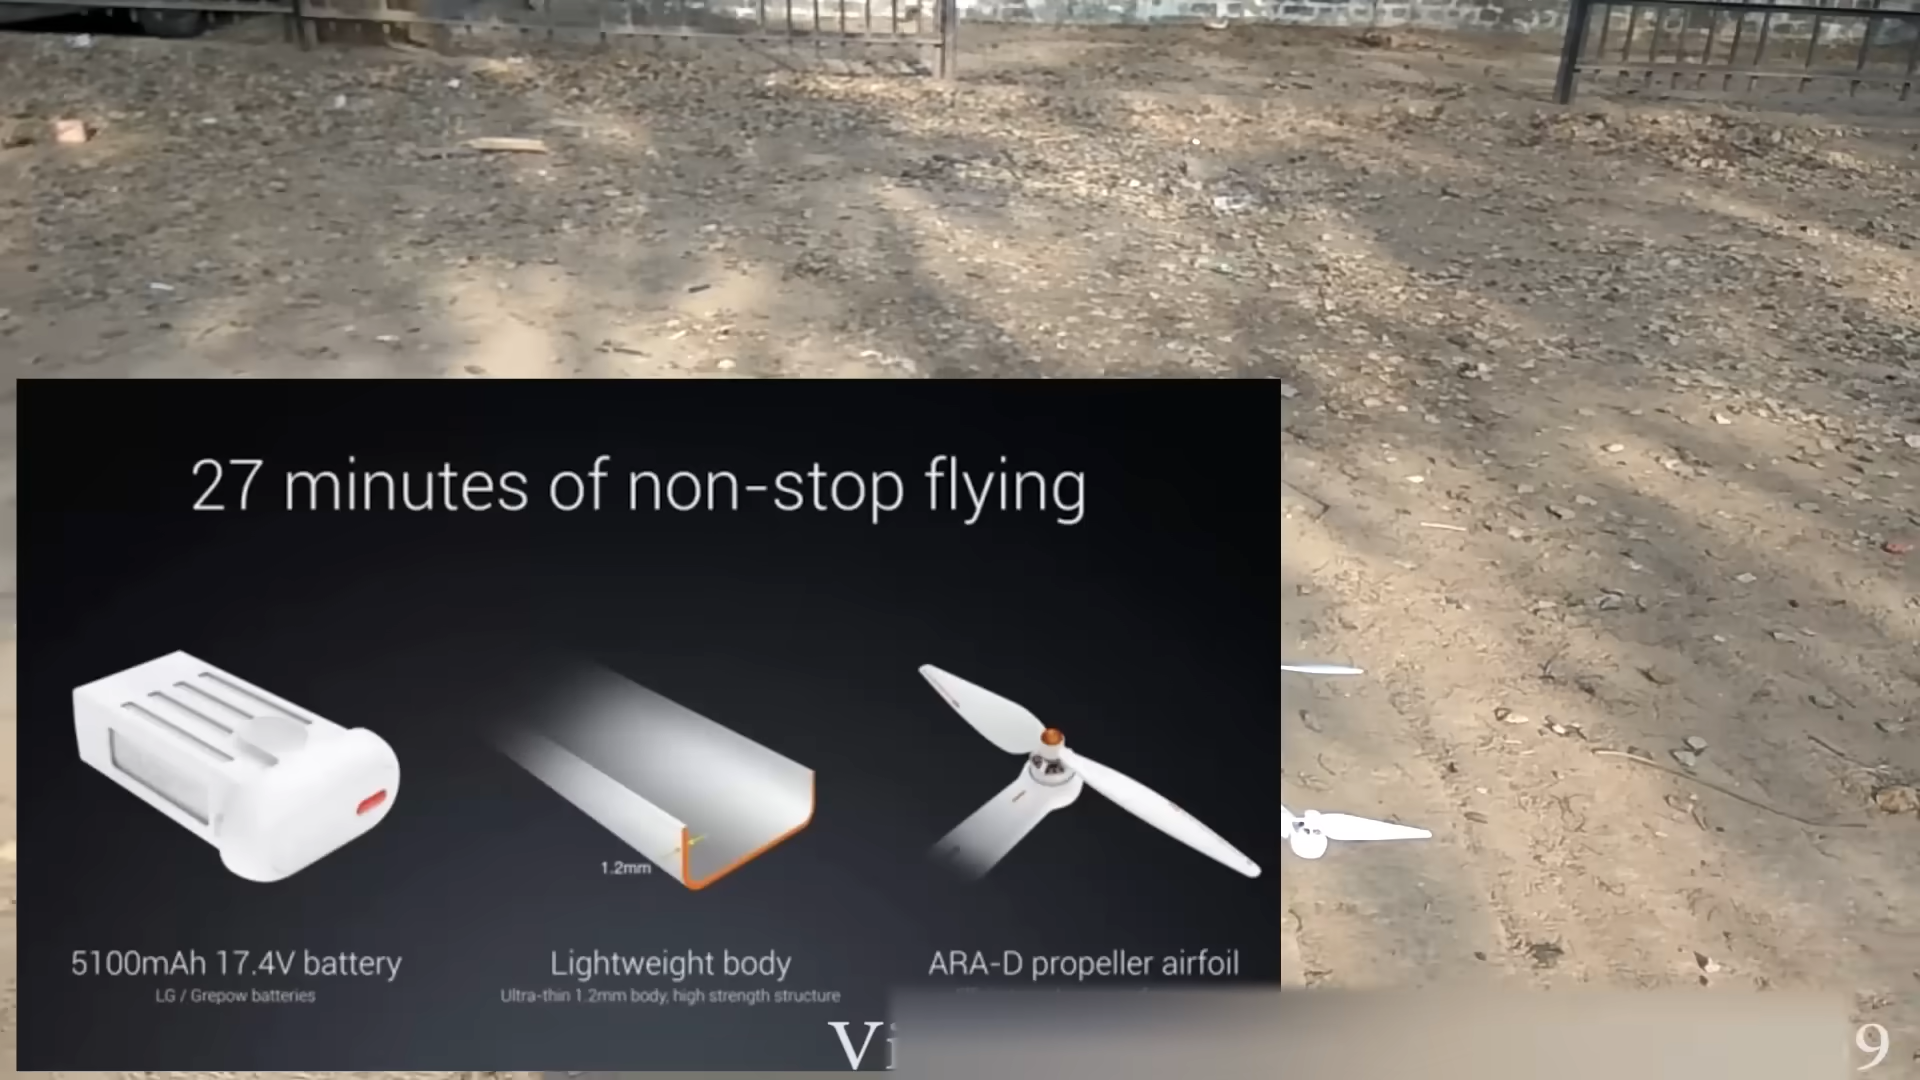 27 minutes of non-stop flying
1.2mm
5100mAh 17.4V battery
LG / Grepow batteries
Lightweight body
Ultra-thin 1.2mm body, high strength structure
ARA-D propeller airfoil